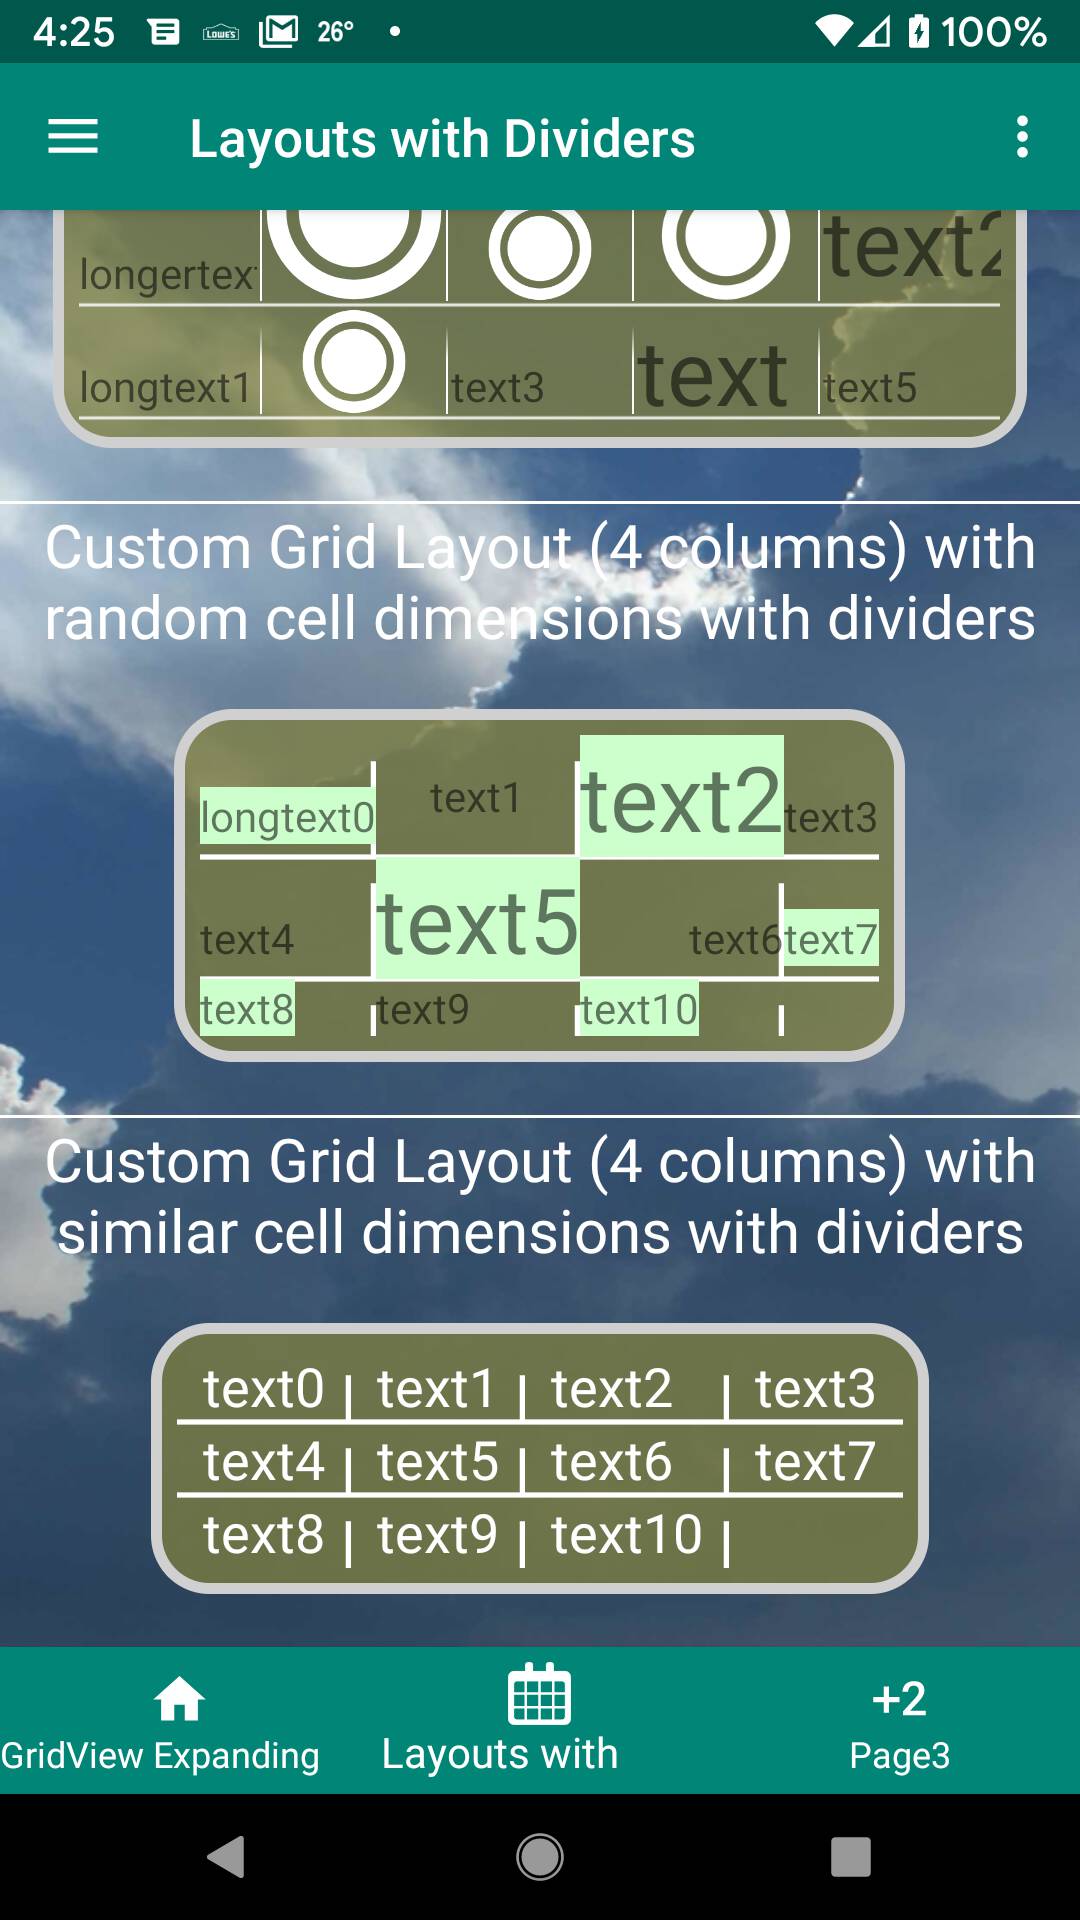 4:25 LOWE'S 26° 100%
Layouts with Dividers
longertext text2
longtext1 text3 text text5
Custom Grid Layout (4 columns) with
random cell dimensions with dividers
longtext0 text1 text2 text3
text4 text5 text6 text7
text8 text9 text10
Custom Grid Layout (4 columns) with
similar cell dimensions with dividers
text0 text1 text2 text3
text4 text5 text6 text7
text8 text9 text10
+2
GridView Expanding Layouts with Page3